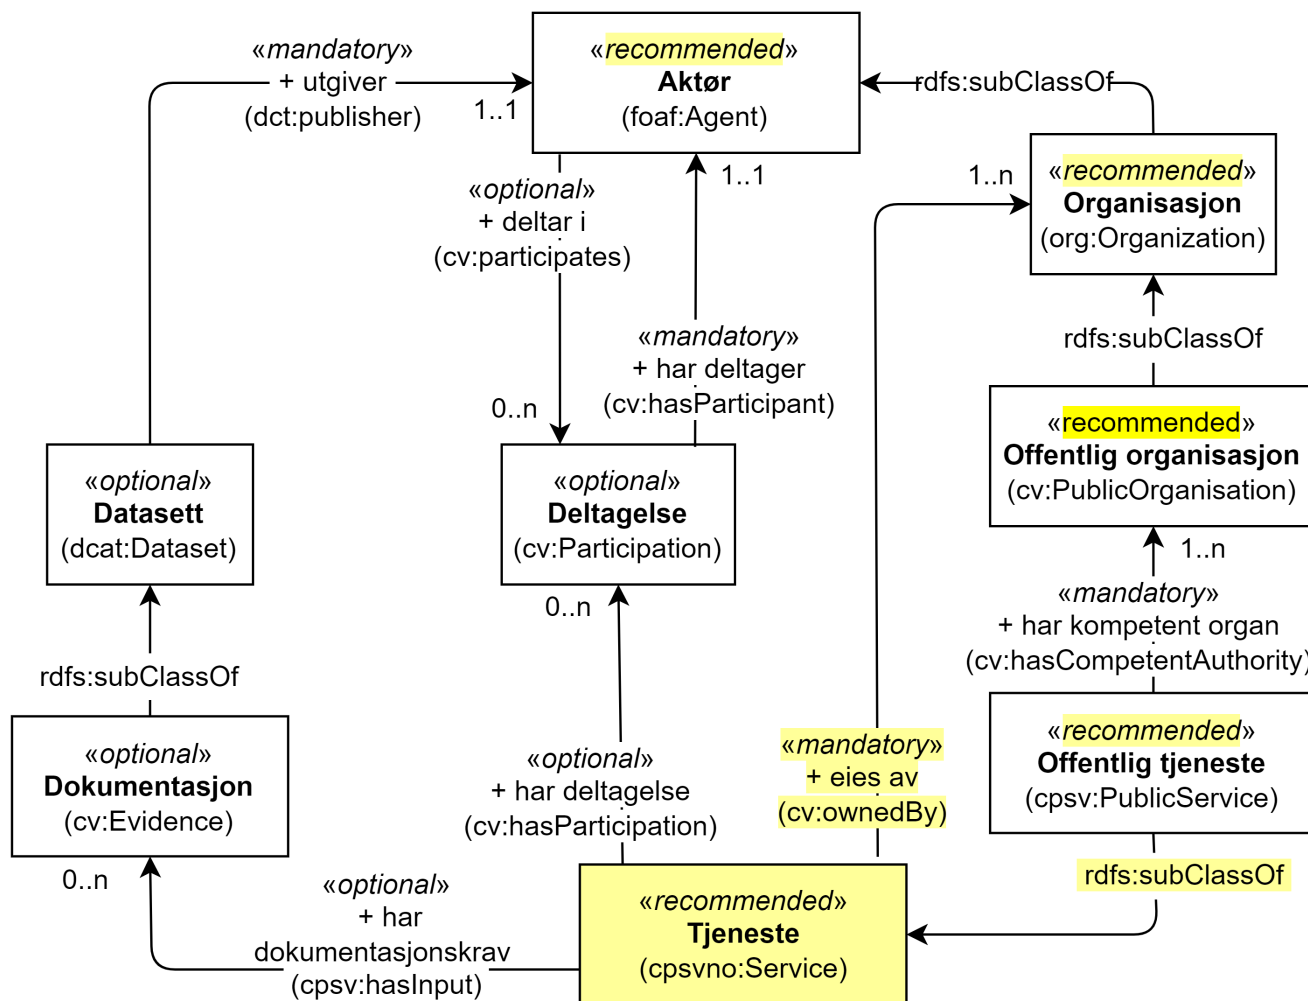 «mandatory»
+ utgiver
(dct:publisher)
1..1
«recommended»
Aktør
(foaf:Agent)
rdfs:subClassOf
«optional»
+ deltar i
(cv:participates)
0..n
1..1
«mandatory»
+ har deltager
(cv:hasParticipant)
1..n
«recommended»
Organisasjon
(org:Organization)
rdfs:subClassOf
«recommended»
Offentlig organisasjon
(cv:PublicOrganisation)
1..n
«mandatory»
+ har kompetent organ
(cv:hasCompetentAuthority)
«optional»
Datasett
(dcat:Dataset)
«optional»
Deltagelse
(cv:Participation)
0..n
rdfs:subClassOf
«optional»
Dokumentasjon
(cv:Evidence)
0..n
«optional»
+ har deltagelse
(cv:hasParticipation)
«mandatory»
+ eies av
(cv:ownedBy)
«recommended»
Offentlig tjeneste
(cpsv:PublicService)
rdfs:subClassOf
«optional»
+ har
dokumentasjonskrav
(cpsv:hasInput)
«recommended»
Tjeneste
(cpsvno:Service)